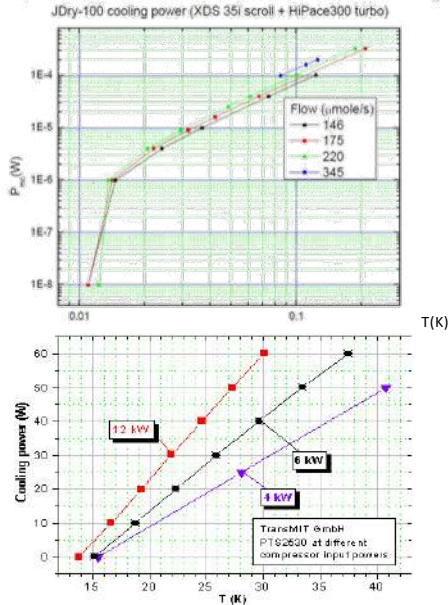 JDry-100 cooling power (XDS 35i scroll + HiPace300 turbo)
1E-4
1E-5
1E-6
1E-7
1E-8
P (W)
Flow (μmole/s)
146
175
220
345
0.01
0.1
T(K)
60
50
40
30
20
10
0
Cooling power (W)
12 kW
6 kW
4 kW
TransMIT GmbH
PTS2530 at different
compressor input powers
15
20
25
30
35
40
T (K)